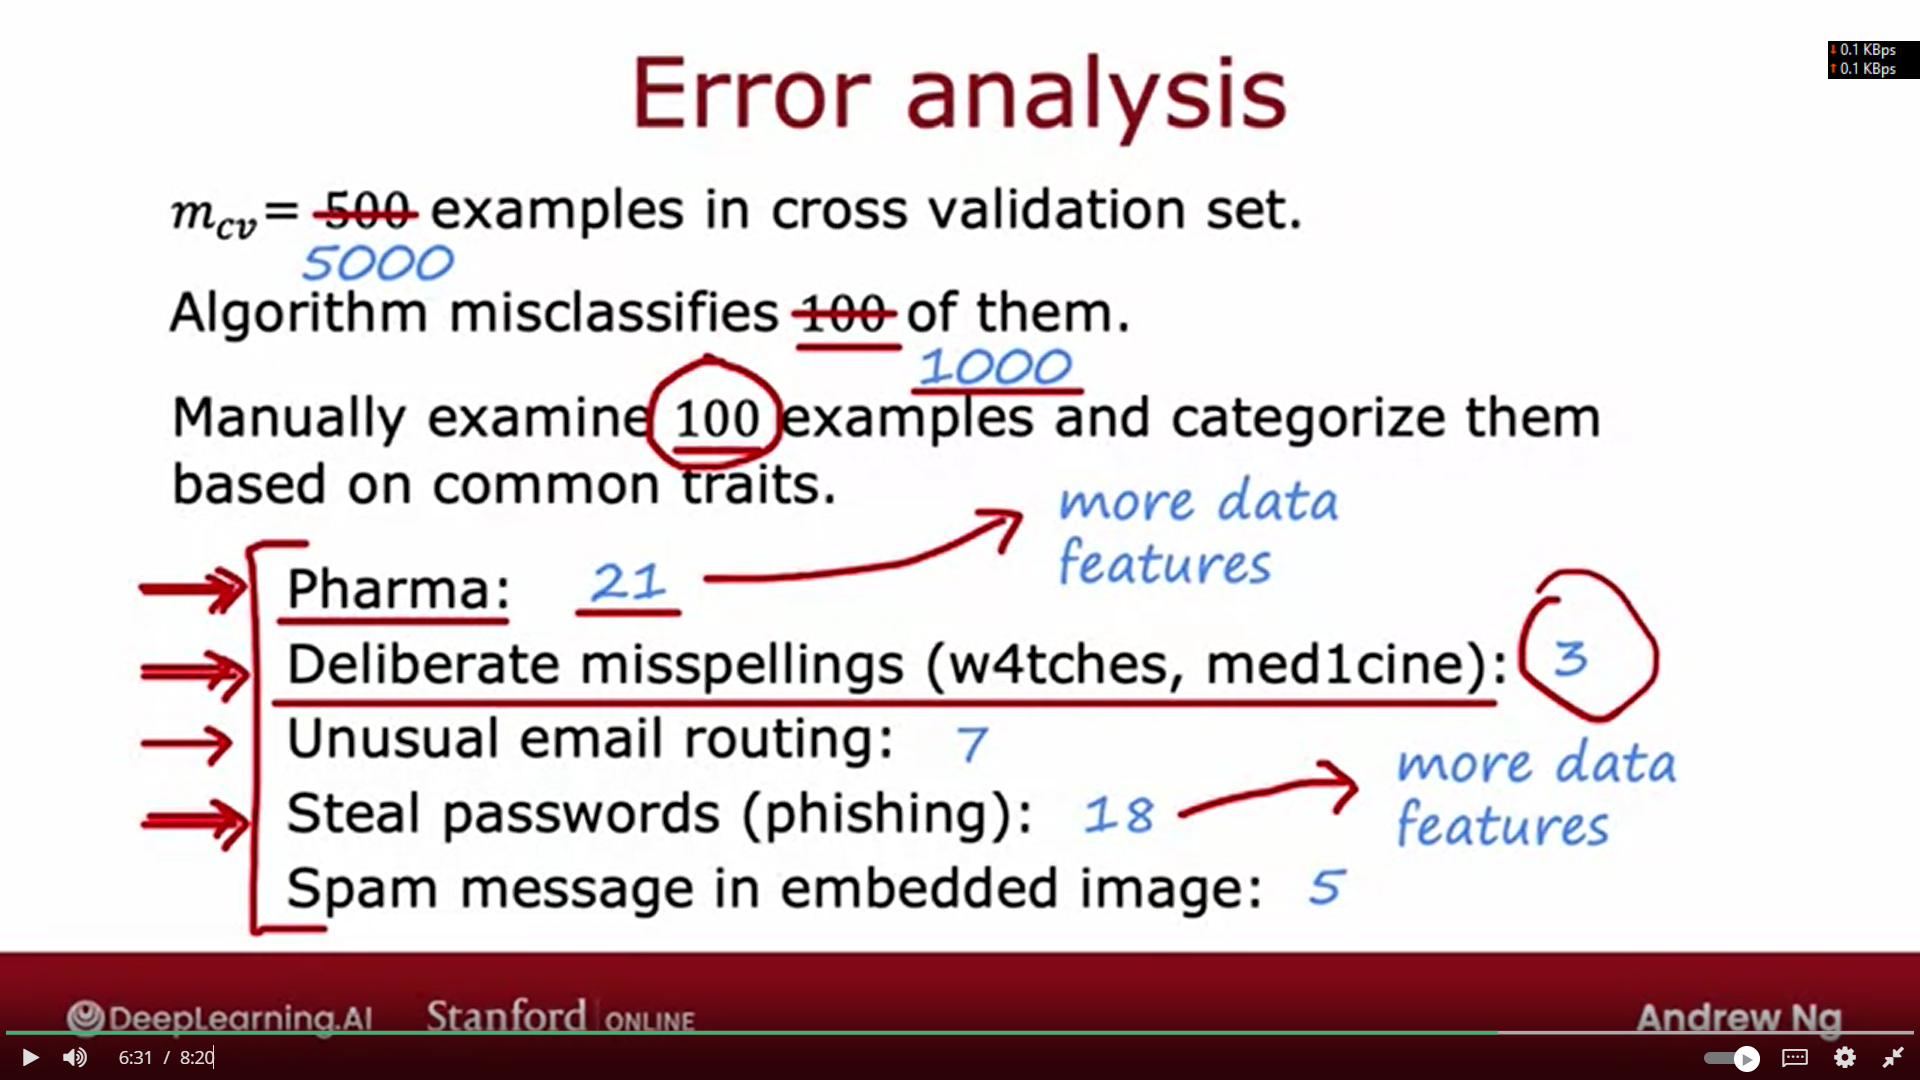 Error analysis
↓ 0.1 KBps
↑ 0.1 KBps
m_cv = 500 examples in cross validation set.
5000
Algorithm misclassifies 100 of them.
1000
Manually examine 100 examples and categorize them
based on common traits.
more data
features
Pharma: 21
Deliberate misspellings (w4tches, med1cine): 3
Unusual email routing: 7
more data
features
Steal passwords (phishing): 18
Spam message in embedded image: 5
DeepLearning.AI Stanford ONLINE Andrew Ng
6:31 / 8:20